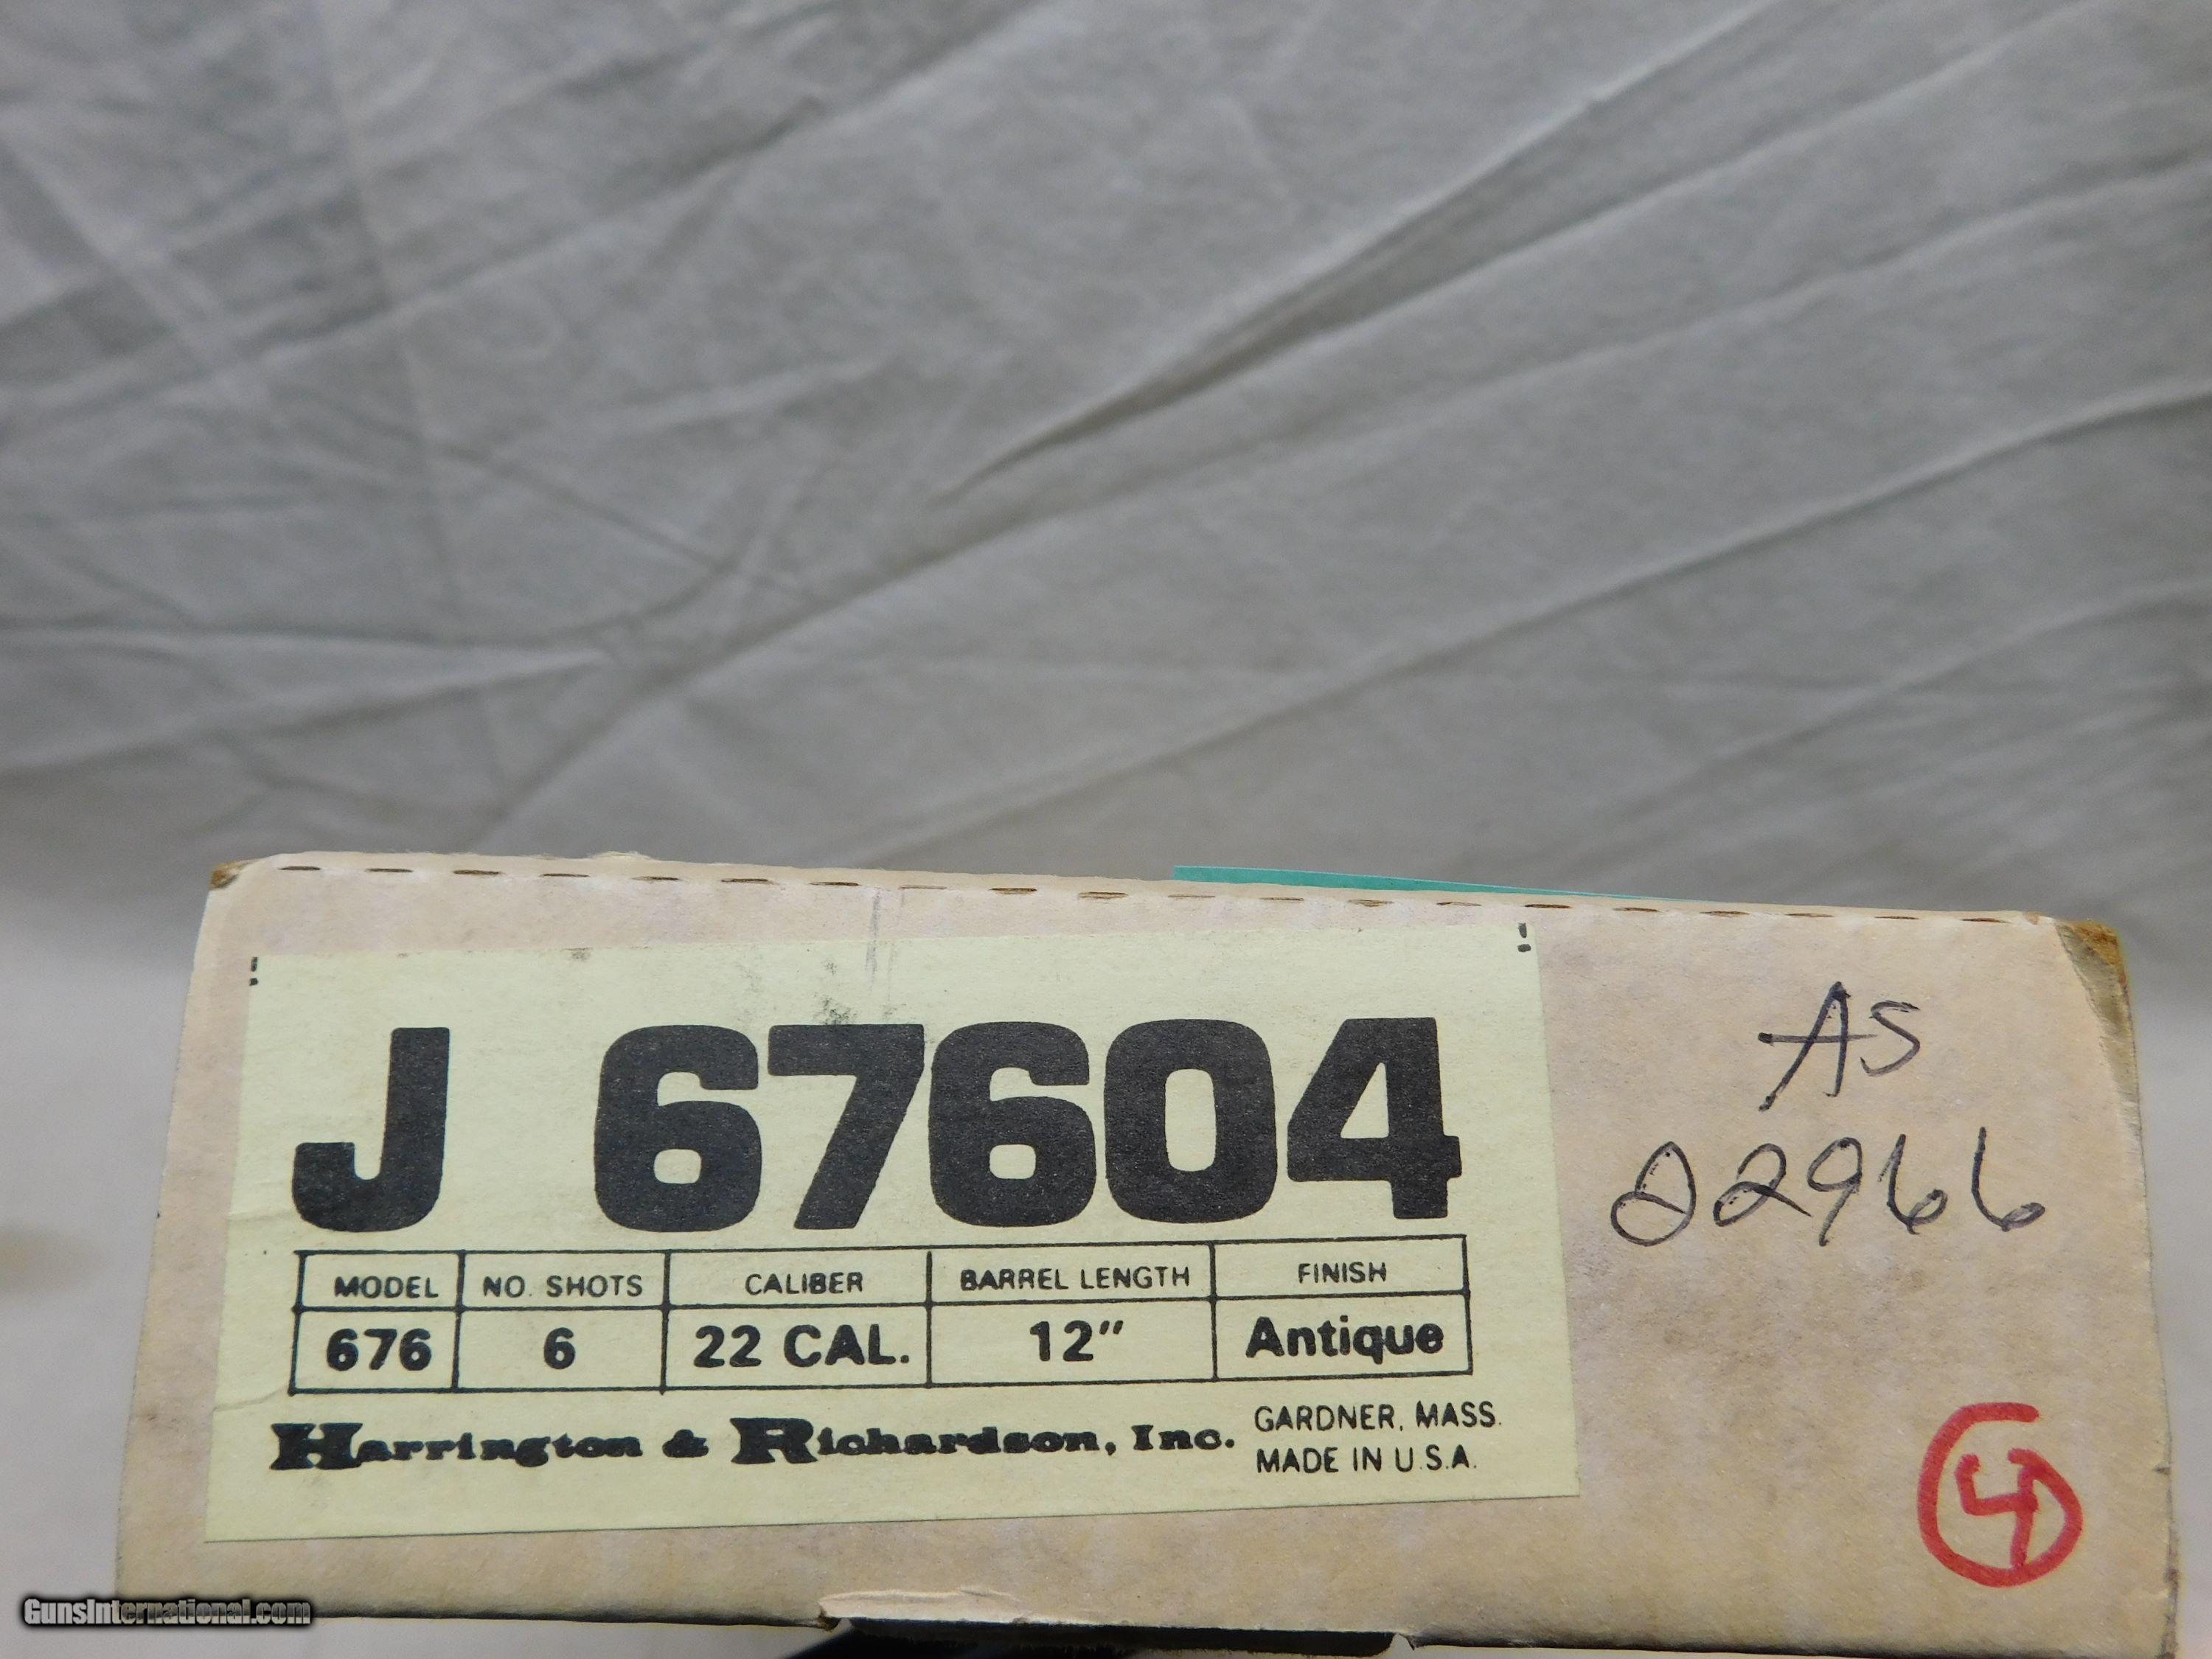 J 67604
MODEL NO. SHOTS CALIBER BARREL LENGTH FINISH
676 6 22 CAL. 12" Antique
Harrington & Richardson, Inc.
GARDNER, MASS.
MADE IN U.S.A.
AS
022966
4
GunsInternational.com